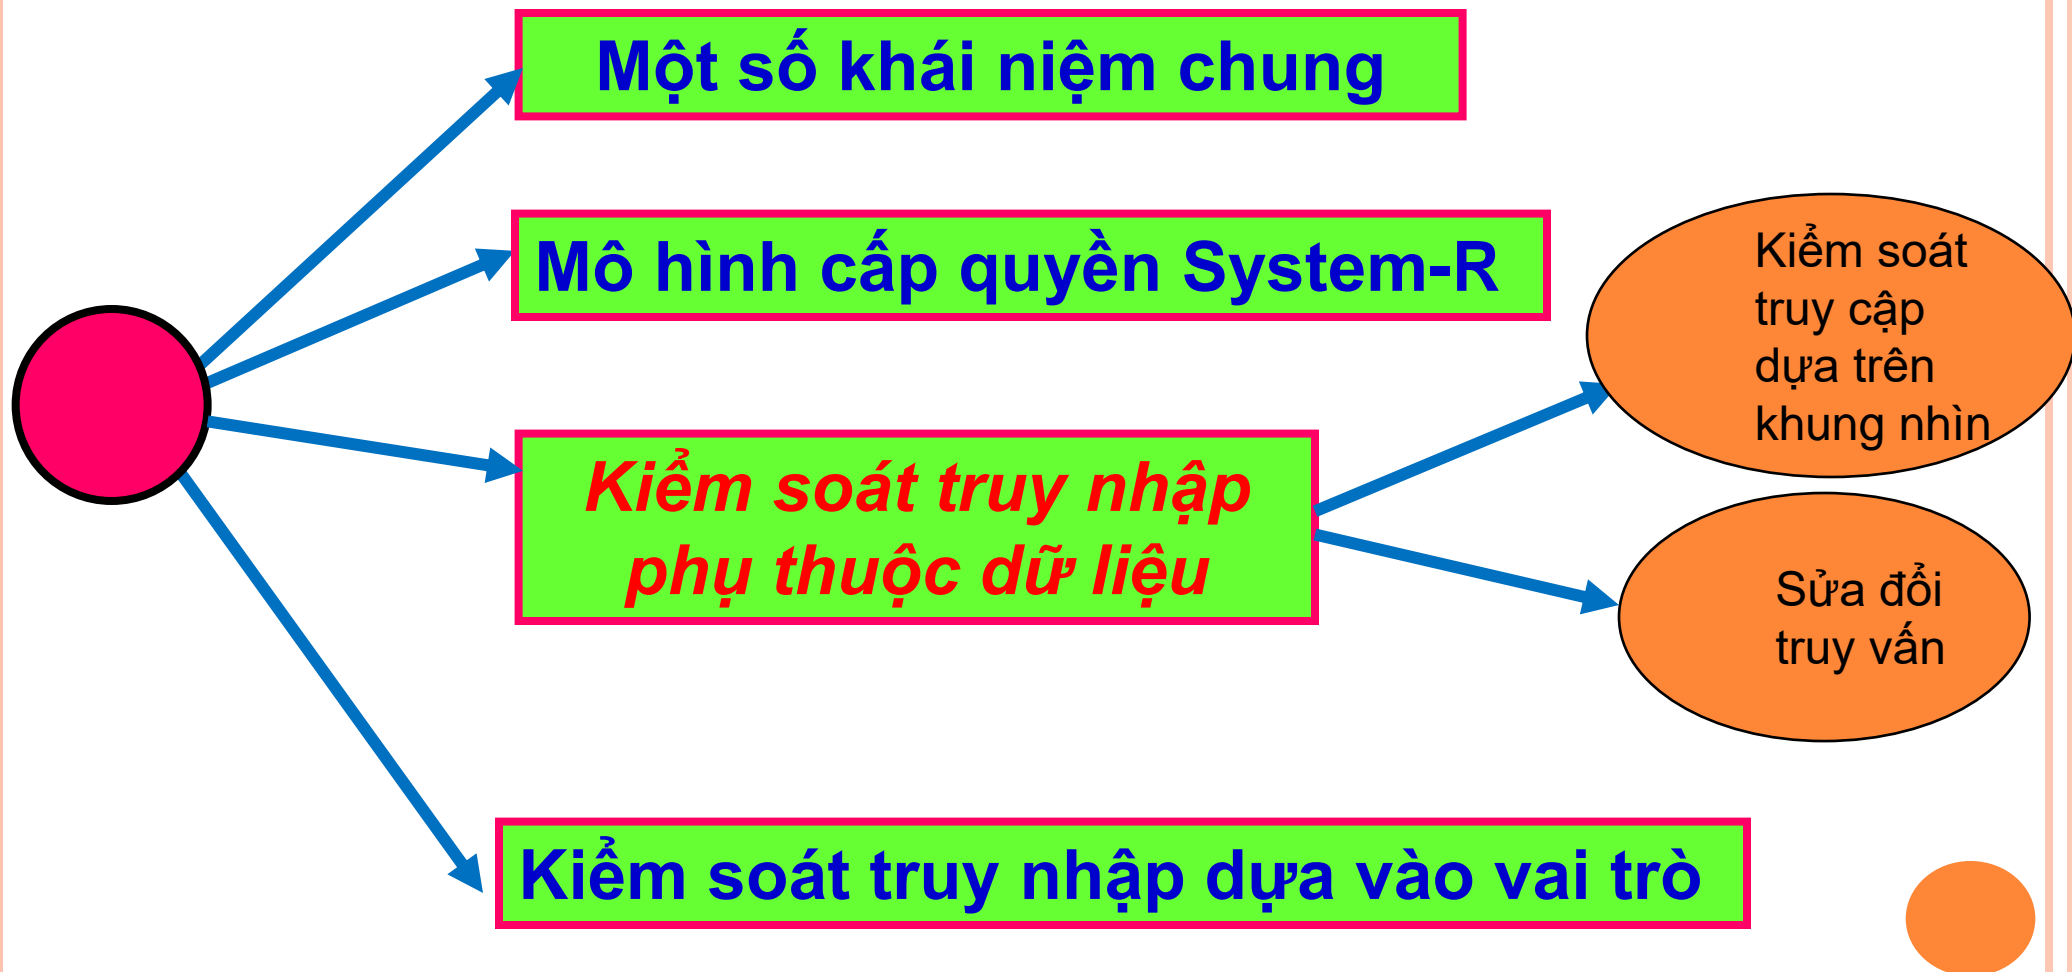 Một số khái niệm chung
Mô hình cấp quyền System-R
Kiểm soát
truy cập
dựa trên
khung nhìn
Kiểm soát truy nhập
phụ thuộc dữ liệu
Sửa đổi
truy vấn
Kiểm soát truy nhập dựa vào vai trò